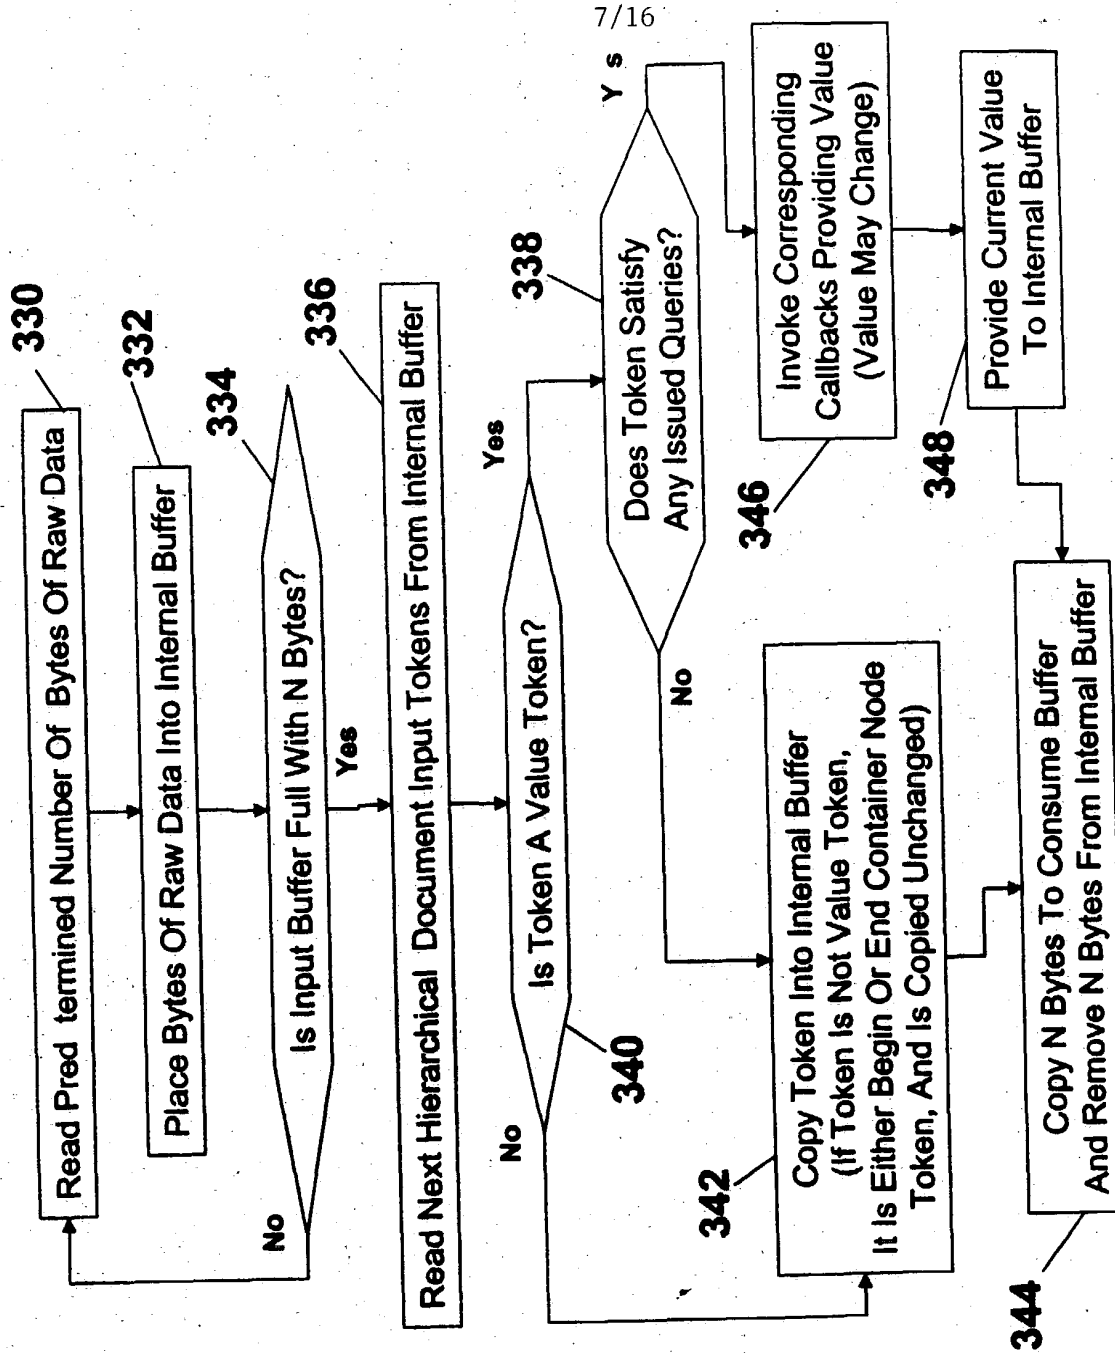 7/16
330
Read Pred termined Number Of Bytes Of Raw Data
332
Place Bytes Of Raw Data Into Internal Buffer
334
Is Input Buffer Full With N Bytes?
No
Yes
336
Read Next Hierarchical Document Input Tokens From Internal Buffer
Is Token A Value Token?
340
No
Yes
338
Does Token Satisfy
Any Issued Queries?
No
Y s
342
Copy Token Into Internal Buffer
(If Token Is Not Value Token,
It Is Either Begin Or End Container Node
Token, And Is Copied Unchanged)
346
Invoke Corresponding
Callbacks Providing Value
(Value May Change)
348
Provide Current Value
To Internal Buffer
344
Copy N Bytes To Consume Buffer
And Remove N Bytes From Internal Buffer